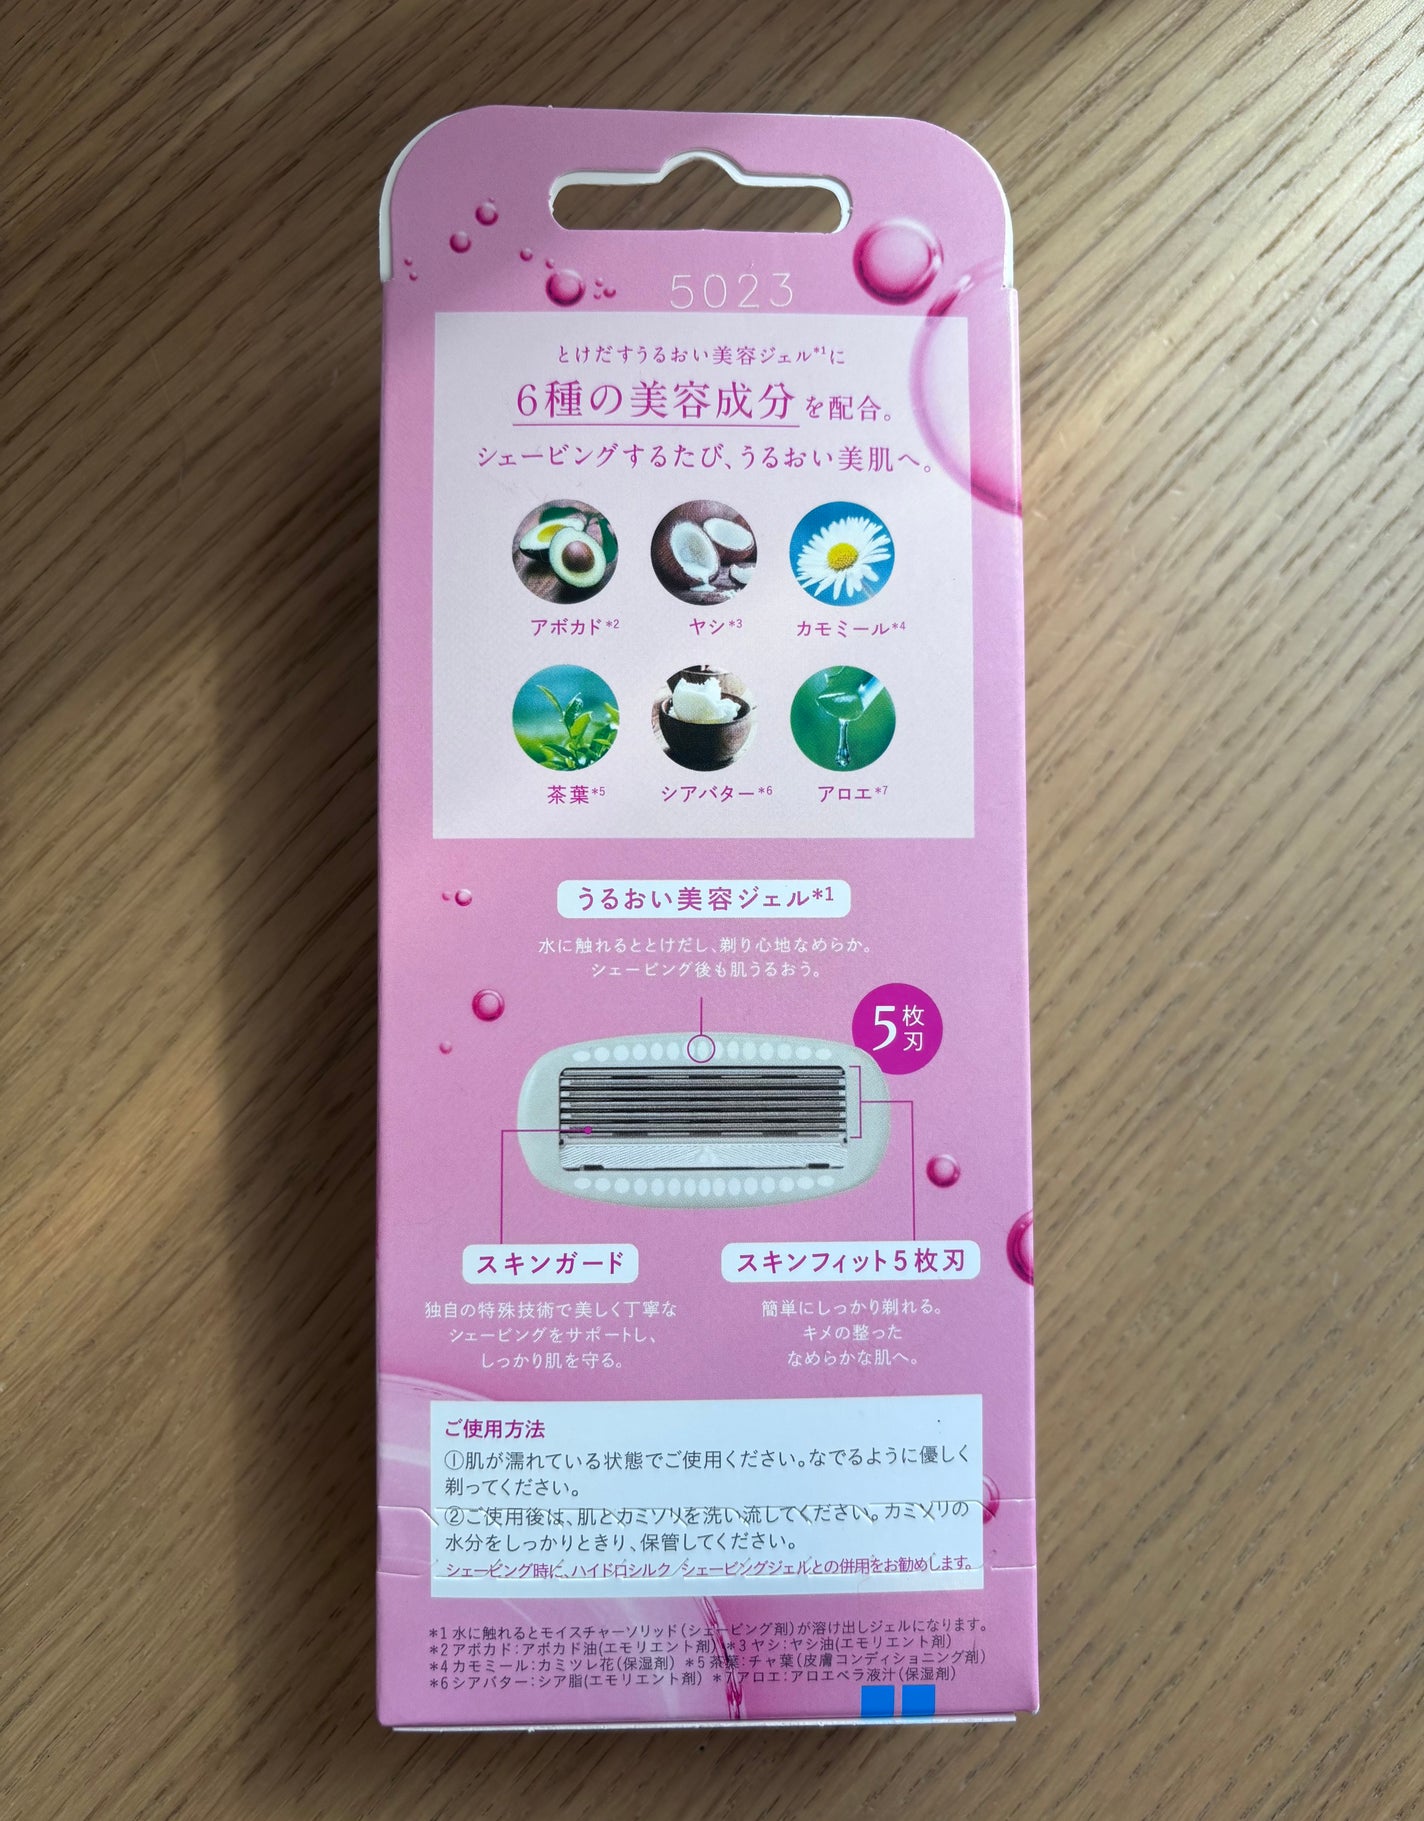 5023
とけだすうるおい美容ジェル*1に
6種の美容成分を配合。
シェービングするたび、うるおい美肌へ。
アボカド*2 ヤシ*3 カモミール*4
茶葉*5 シアバター*6 アロエ*7
うるおい美容ジェル*1
水に触れるととけだし、剃り心地なめらか。
シェービング後も肌うるおう。
5枚刃
スキンガード
独自の特殊技術で美しく丁寧な
シェービングをサポートし、
しっかり肌を守る。
スキンフィット5枚刃
簡単にしっかり剃れる。
キメの整った
なめらかな肌へ。
ご使用方法
①肌が濡れている状態でご使用ください。なでるように優しく
剃ってください。
②ご使用後は、肌とカミソリを洗い流してください。カミソリの
水分をしっかりときり、保管してください。
シェービング時に、ハイドロシルク シェービングジェルとの併用をお勧めします。
*1 水に触れるとモイスチャーソリッド(シェービング剤)が溶け出しジェルになります。
*2 アボカド:アボカド油(エモリエント剤) *3 ヤシ:ヤシ油(エモリエント剤)
*4 カモミール:カミツレ花(保湿剤) *5 茶葉:チャ葉(皮膚コンディショニング剤)
*6 シアバター:シア脂(エモリエント剤) *7 アロエ:アロエベラ液汁(保湿剤)